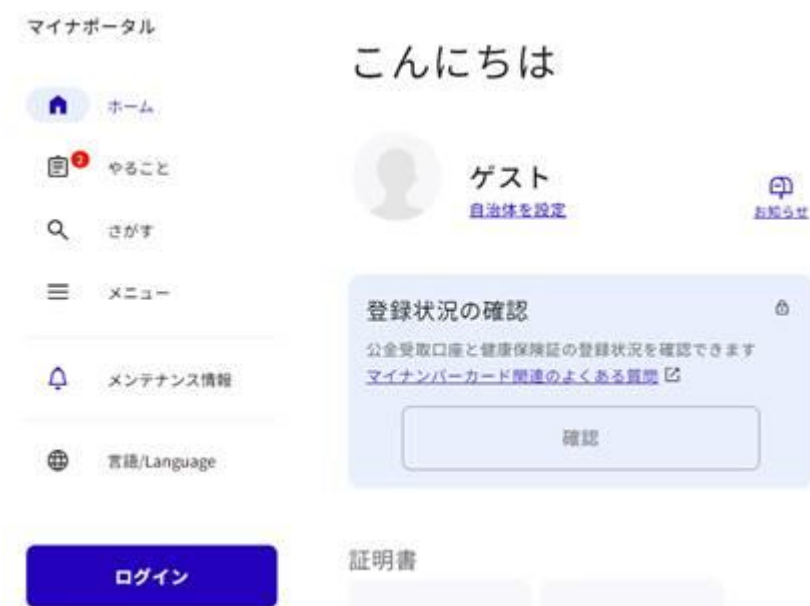 マイナポータル
ホーム
2
やること
さがす
メニュー
メンテナンス情報
言語/Language
ログイン
こんにちは
ゲスト
自治体を設定
お知らせ
登録状況の確認
公金受取口座と健康保険証の登録状況を確認できます
マイナンバーカード関連のよくある質問
確認
証明書